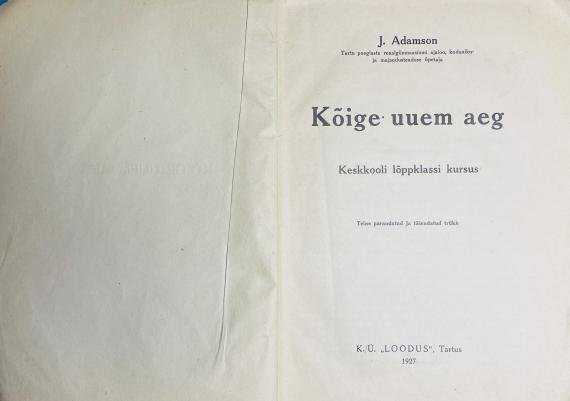 J. Adamson
Tartu poeglaste reaalgümnaasiumi ajaloo, kodaniku-
ja majandusteaduse õpetaja
Kõige uuem aeg
Keskkooli lõppklassi kursus
Teine parandatud ja täiendatud trükk
K./Ü. „LOODUS“, Tartus
1927